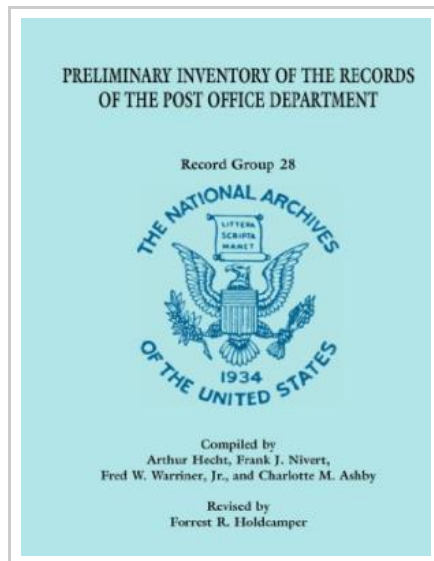 PRELIMINARY INVENTORY OF THE RECORDS
OF THE POST OFFICE DEPARTMENT
Record Group 28
THE NATIONAL ARCHIVES
LITTERA
SCRIPTA
MANET
1934
OF THE UNITED STATES
Compiled by
Arthur Hecht, Frank J. Nivert,
Fred W. Warriner, Jr., and Charlotte M. Ashby
Revised by
Forrest R. Holdcamper